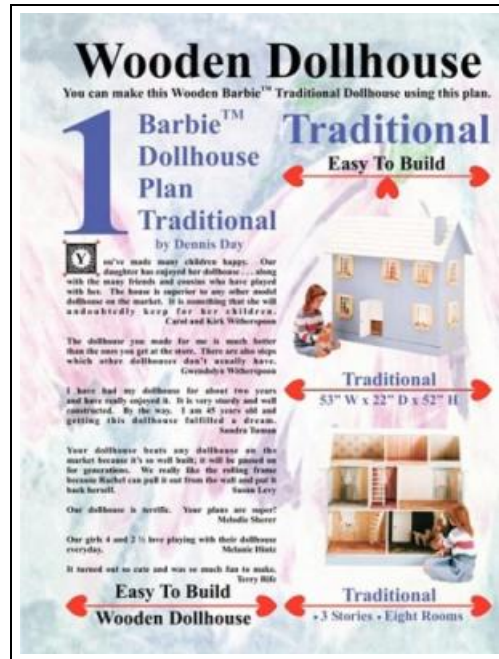 Wooden Dollhouse
You can make this Wooden Barbie™ Traditional Dollhouse using this plan.
1
Barbie™
Dollhouse
Plan
Traditional
by Dennis Day
You've made many children happy. Our
daughter has enjoyed her dollhouse . . . . along
with the many friends and cousins who have played
with her. The house is superior to any other model
dollhouse on the market. It is something that she will
undoubtedly keep for her children.
Carol and Kirk Witherspoon
The dollhouse you made for me is much better
than the ones you get at the store. There are also steps
which other dollhouses don't usually have.
Gwendolyn Witherspoon
I have had my dollhouse for about two years
and have really enjoyed it. It is very sturdy and well
constructed. By the way. I am 45 years old and
getting this dollhouse fulfilled a dream.
Sandra
Your dollhouse beats any dollhouse on the
market because it's so well built; it will be passed on
for generations. We really like the rolling frame
because Rachel can pull it out from the wall and put it
back herself.
Susan Levy
Our dollhouse is terrific. Your plans are super!
Melodie Sherer
Our girls 4 and 2 ½ love playing with their dollhouse
everyday.
Melanie Hintz
It turned out so cute and was so much fun to make.
Terry
Easy To Build
Wooden Dollhouse
Traditional
Easy To Build
Traditional
53" W x 22" D x 52" H
Traditional
• 3 Stories • Eight Rooms